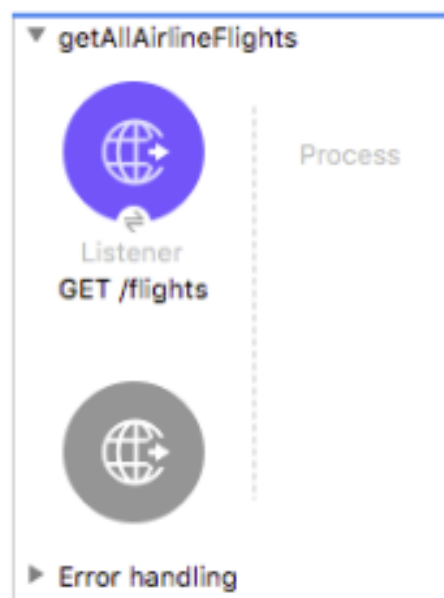 getAllAirlineFlights
Process
Listener
GET /flights
Error handling